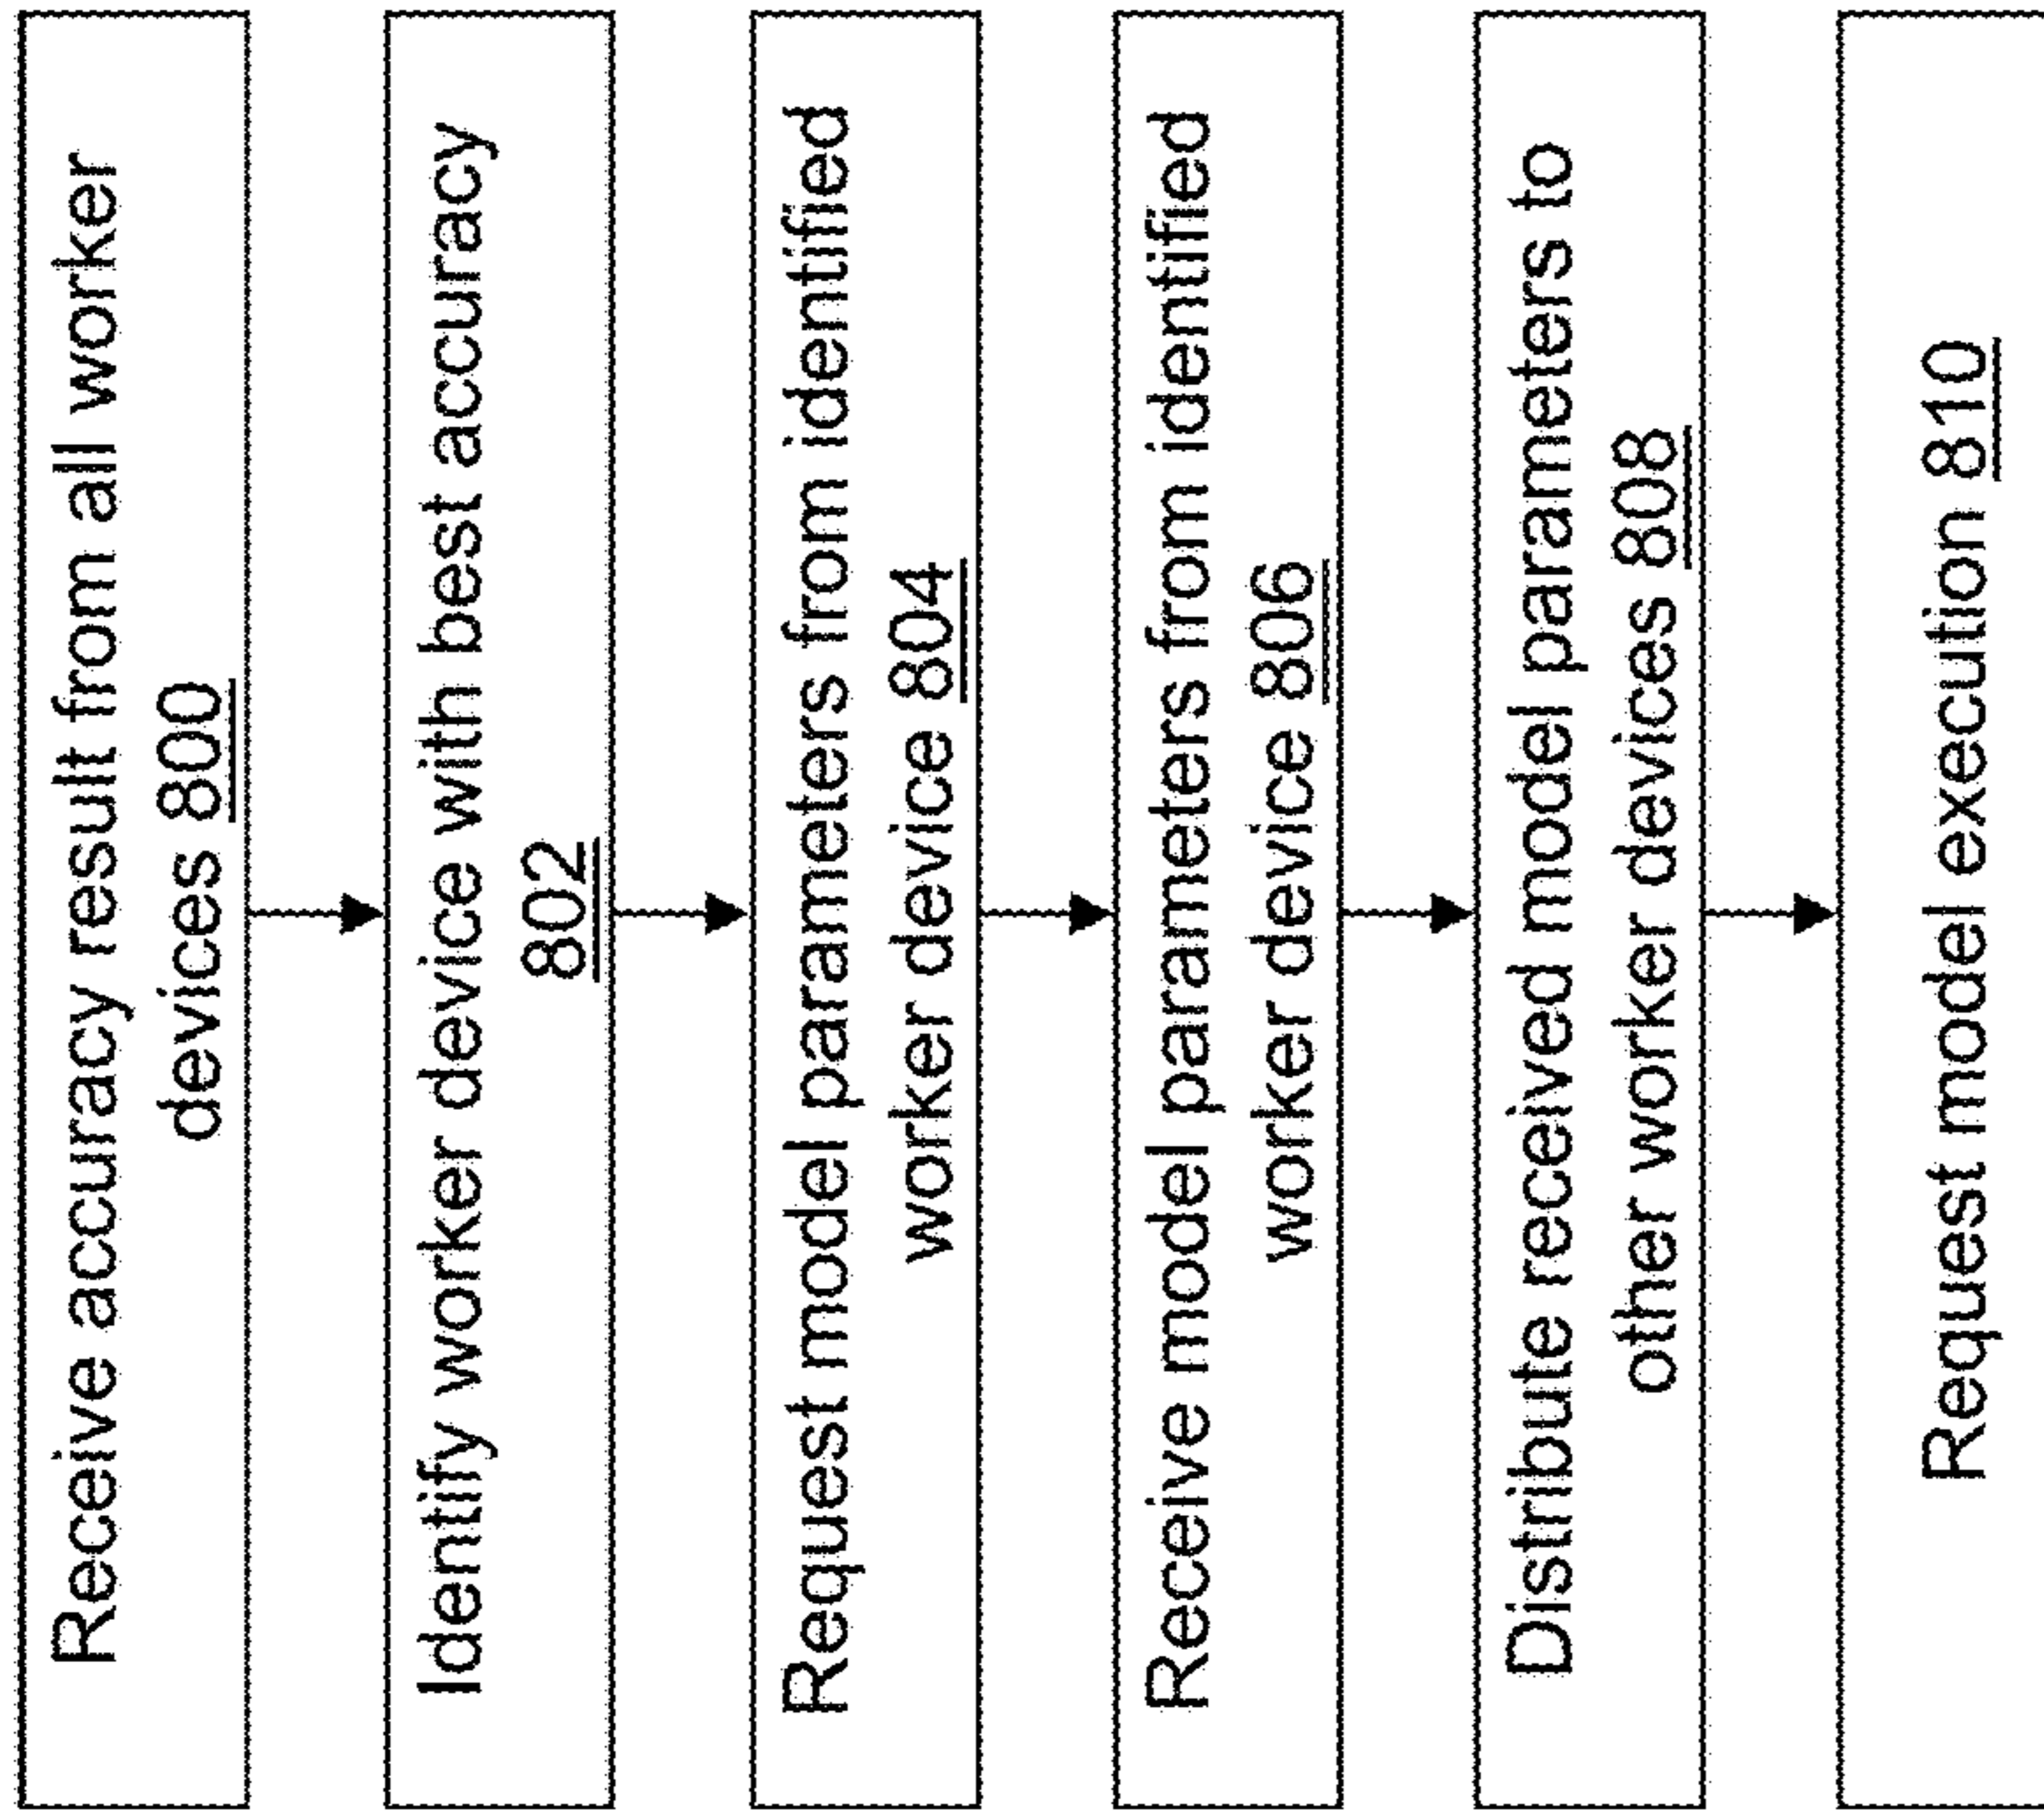 Receive accuracy result from all worker
devices 800
Identify worker device with best accuracy
802
Request model parameters from identified
worker device 804
Receive model parameters from identified
worker device 806
Distribute received model parameters to
other worker devices 808
Request model execution 810